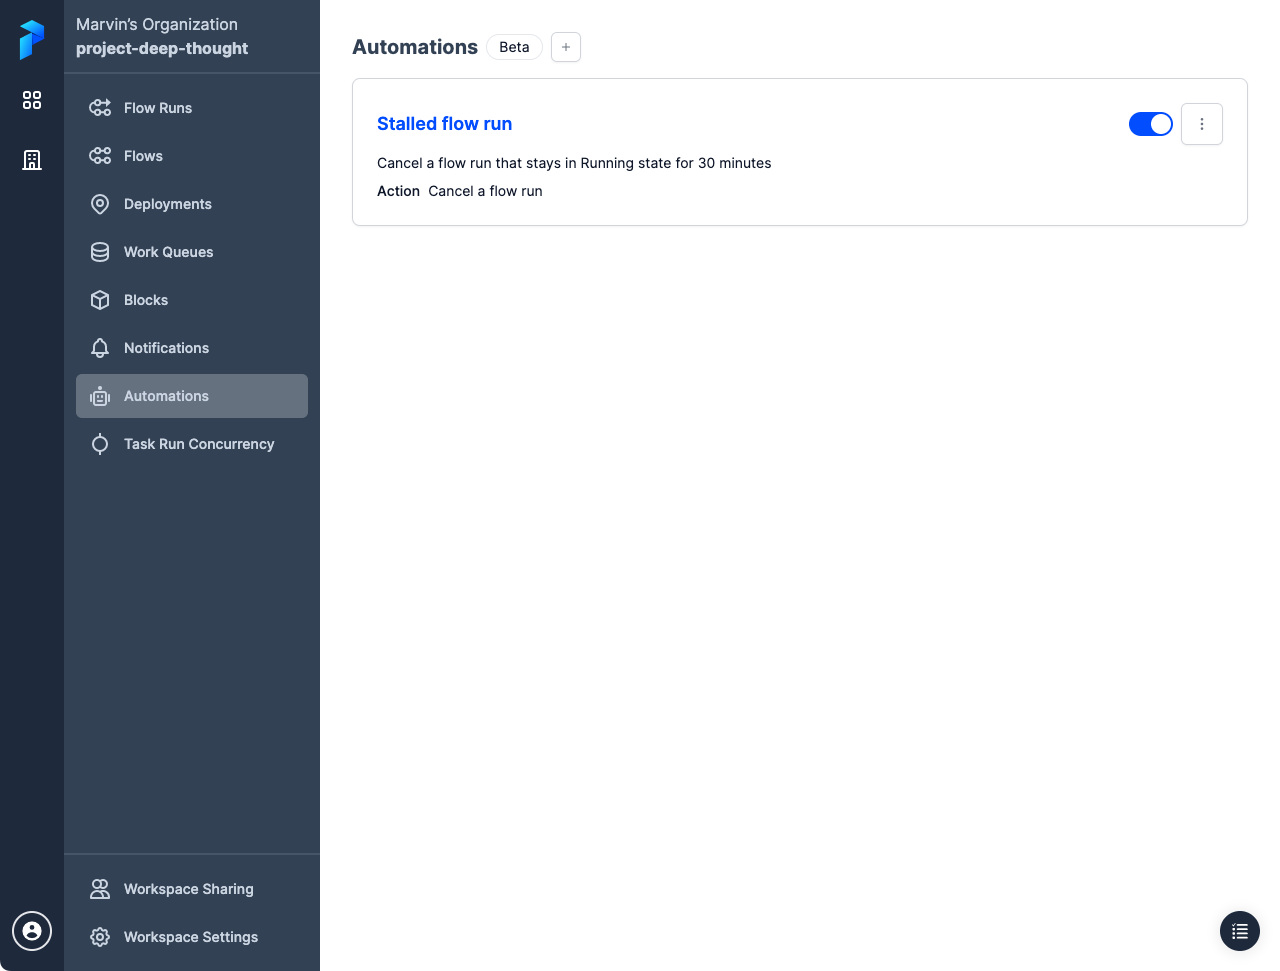 Marvin’s Organization
project-deep-thought
Flow Runs
Flows
Deployments
Work Queues
Blocks
Notifications
Automations
Task Run Concurrency
Workspace Sharing
Workspace Settings
Automations Beta +
Stalled flow run
Cancel a flow run that stays in Running state for 30 minutes
Action Cancel a flow run